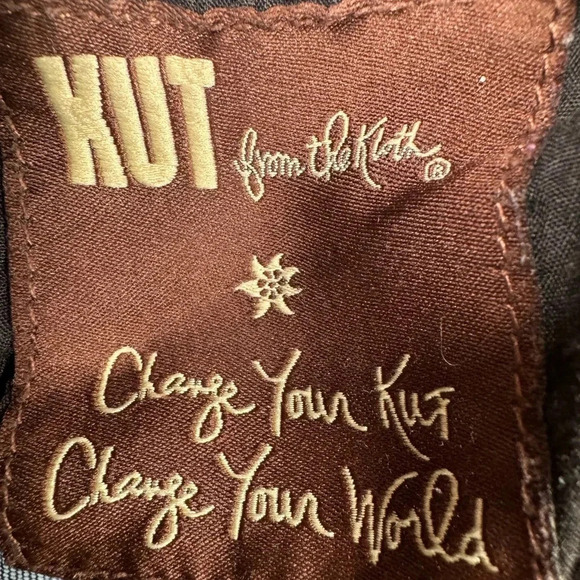 KUT from the Kloth®
Change Your Kut
Change Your World